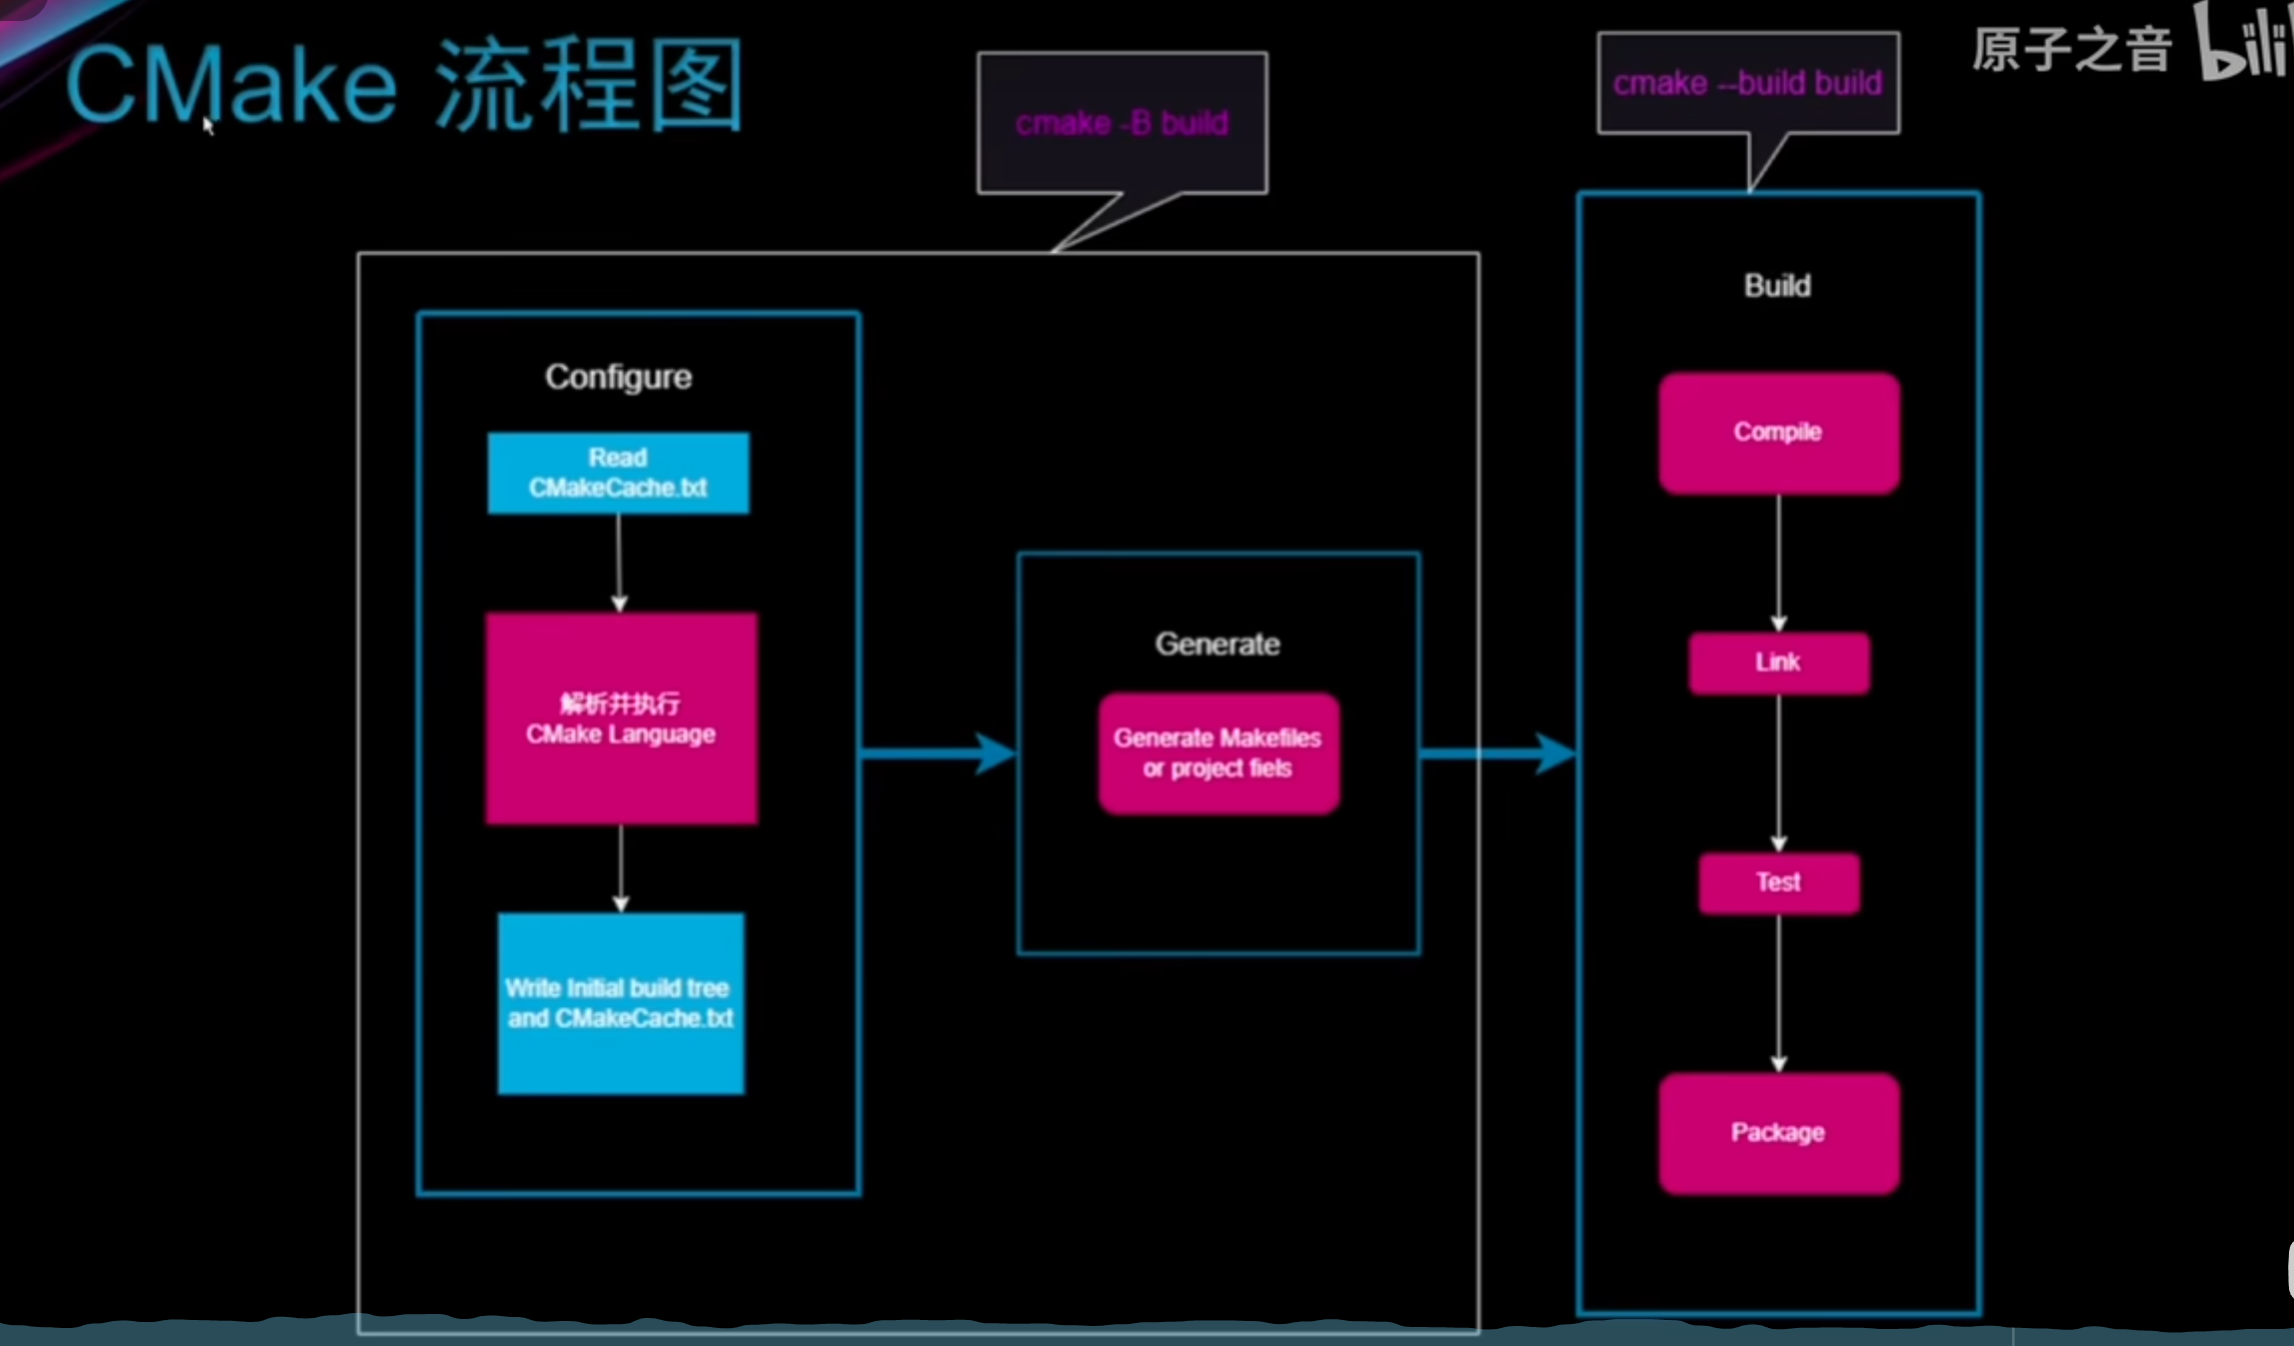 CMake 流程图
cmake -B build
cmake --build build
原子之音
bili
Configure
Read
CMakeCache.txt
解析并执行
CMake Language
Write Initial build tree
and CMakeCache.txt
Generate
Generate Makefiles
or project fiels
Build
Compile
Link
Test
Package